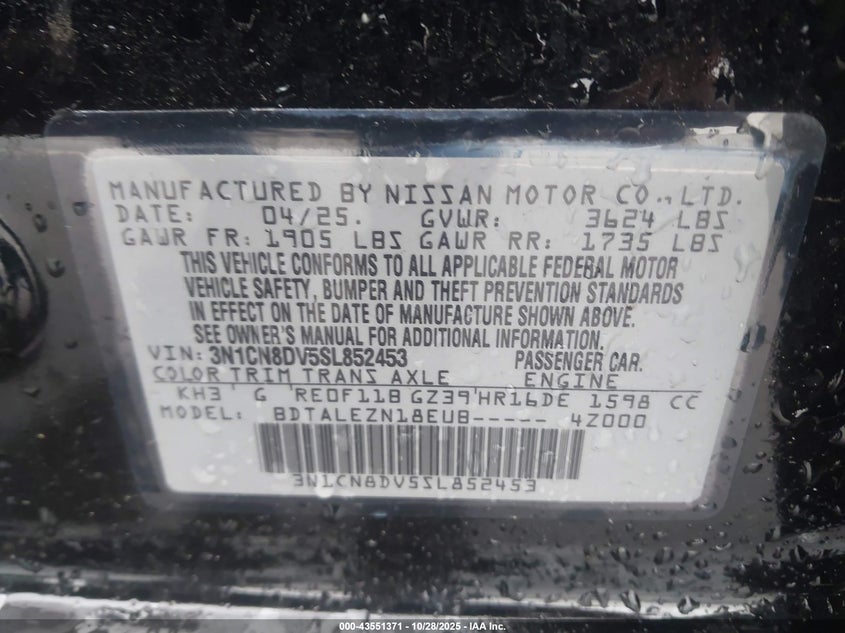 MANUFACTURED BY NISSAN MOTOR CO., LTD.
DATE: 04/25. GVWR: 3624 LBS
GAWR FR: 1905 LBS GAWR RR: 1735 LBS
THIS VEHICLE CONFORMS TO ALL APPLICABLE FEDERAL MOTOR
VEHICLE SAFETY, BUMPER AND THEFT PREVENTION STANDARDS
IN EFFECT ON THE DATE OF MANUFACTURE SHOWN ABOVE.
SEE OWNER'S MANUAL FOR ADDITIONAL INFORMATION.
VIN: 3N1CN8DV5SL852453 PASSENGER CAR.
COLOR TRIM TRANS AXLE ENGINE
KH3 ' G 'RE0F11B GZ39'HR16DE 1598 CC
MODEL: BDTALEZN18EUB----- 4Z000
3N1CN8DV5SL852453
000-43551371 | 10/28/2025 - IAA Inc.